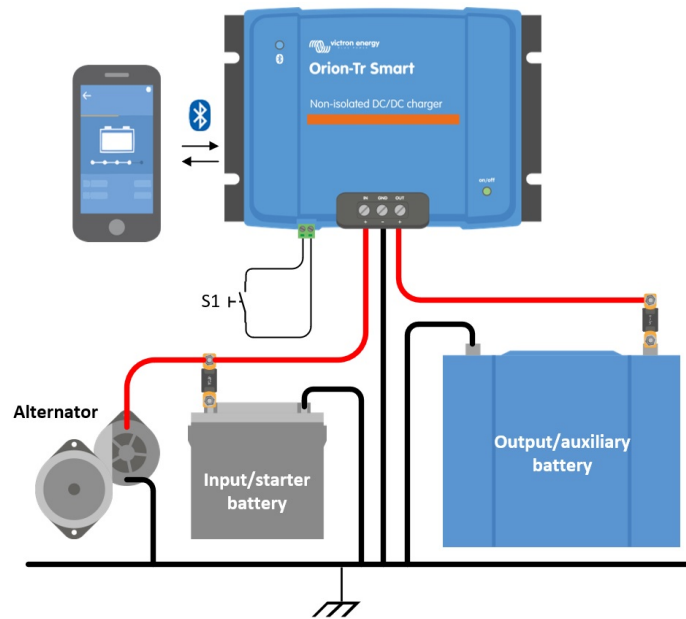 victron energy
Orion-Tr Smart
Non-isolated DC/DC charger
on/off
IN GND OUT
+ - +
S1
Alternator
Input/starter
battery
Output/auxiliary
battery